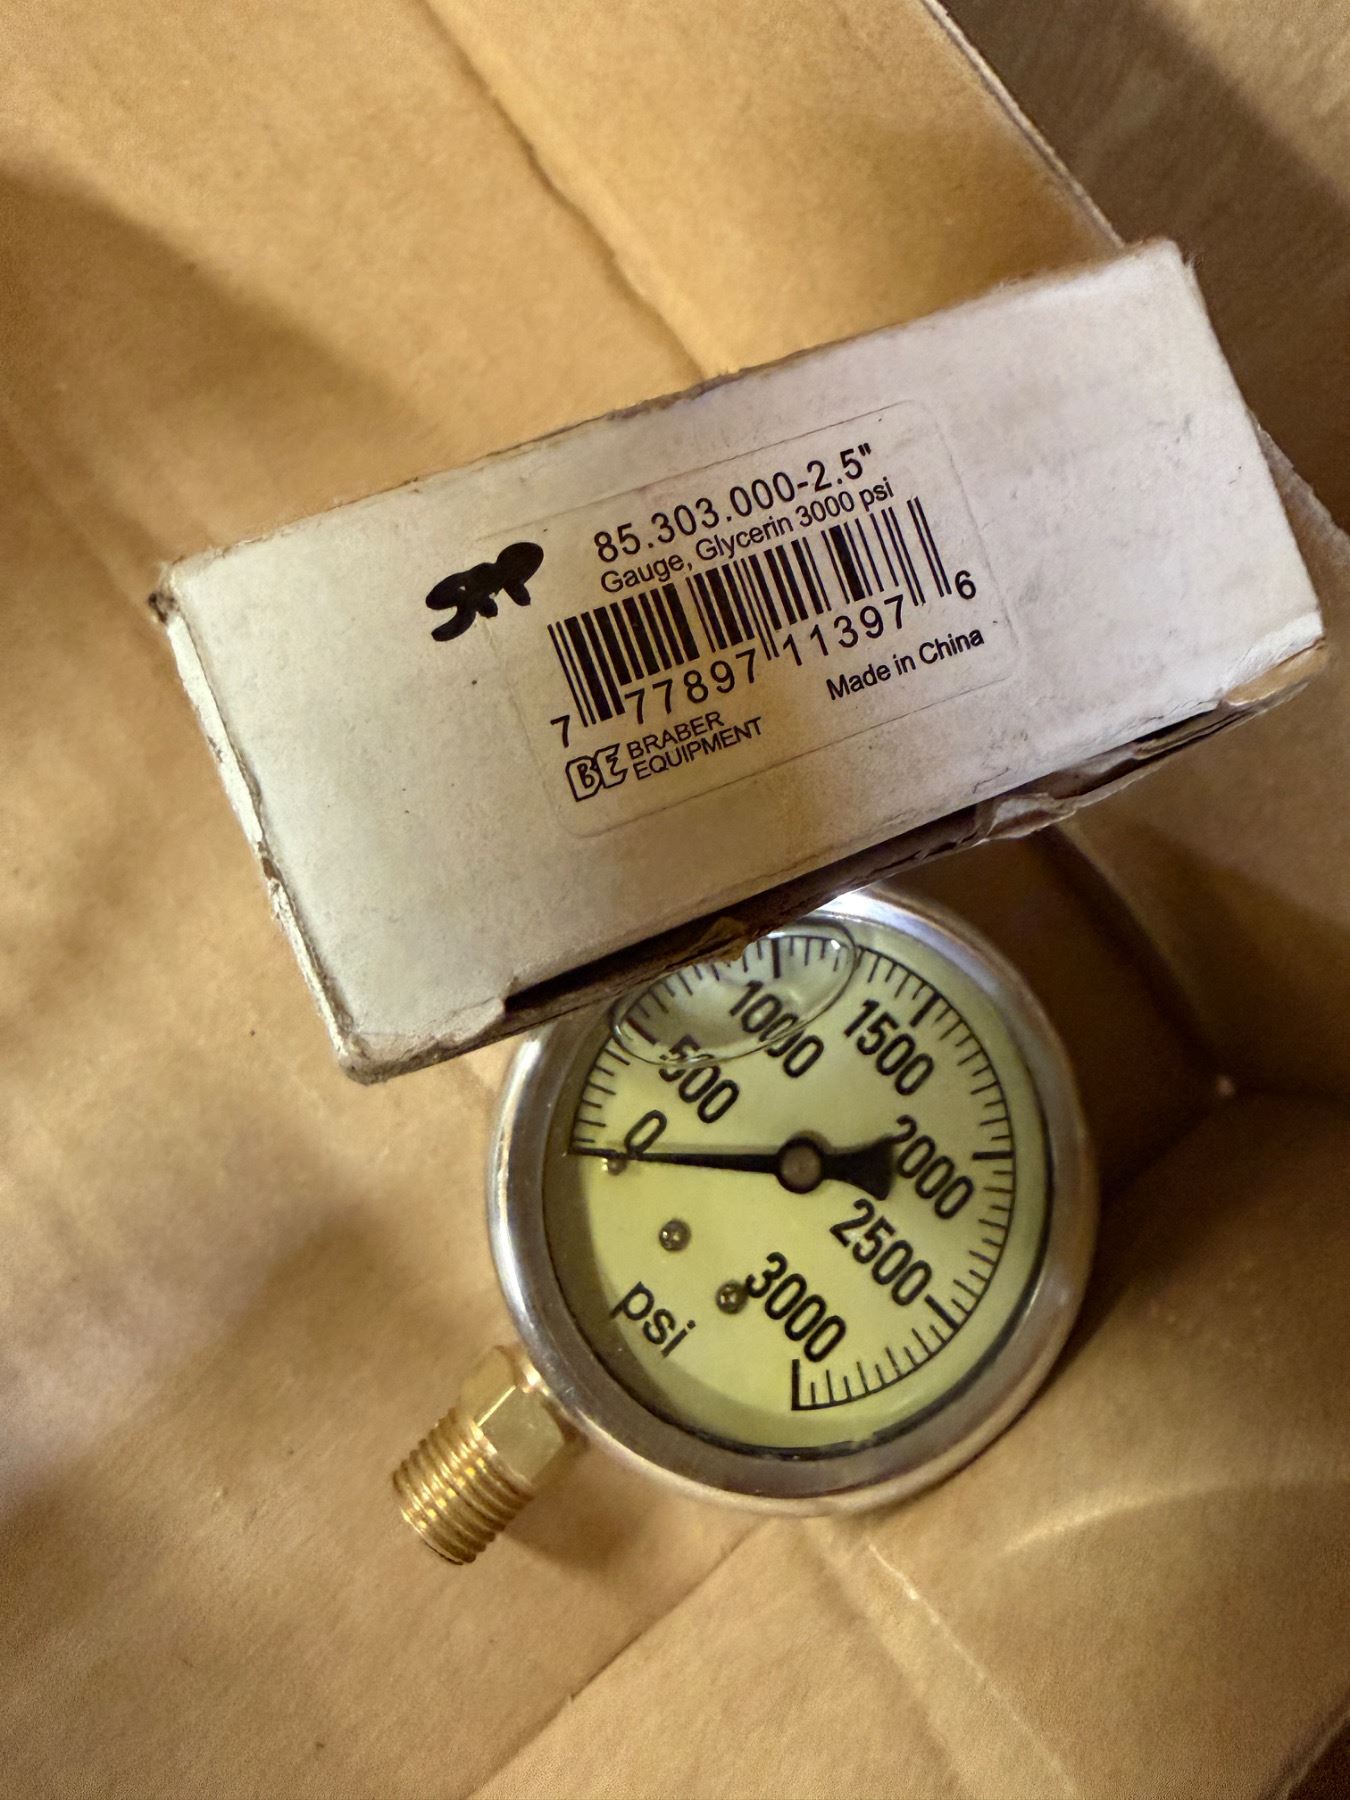 85.303.000-2.5"
Gauge, Glycerin 3000 psi
7 77897 11397 6
Made in China
BE BRABER
EQUIPMENT
0
500
1000
1500
2000
2500
3000
psi